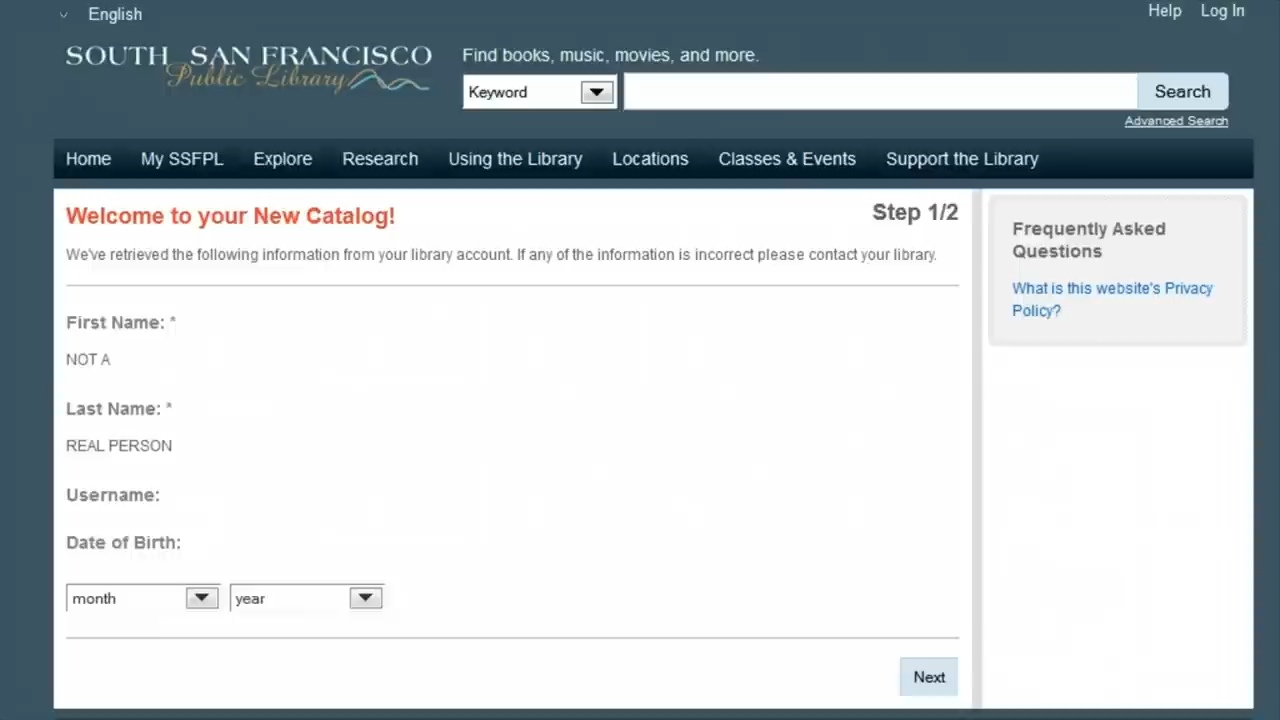 English
Help Log In
SOUTH SAN FRANCISCO
Public Library
Find books, music, movies, and more.
Keyword
Search
Advanced Search
Home My SSFPL Explore Research Using the Library Locations Classes & Events Support the Library
Welcome to your New Catalog!
Step 1/2
We've retrieved the following information from your library account. If any of the information is incorrect please contact your library.
First Name: *
NOT A
Last Name: *
REAL PERSON
Username:
Date of Birth:
month year
Next
Frequently Asked
Questions
What is this website's Privacy
Policy?